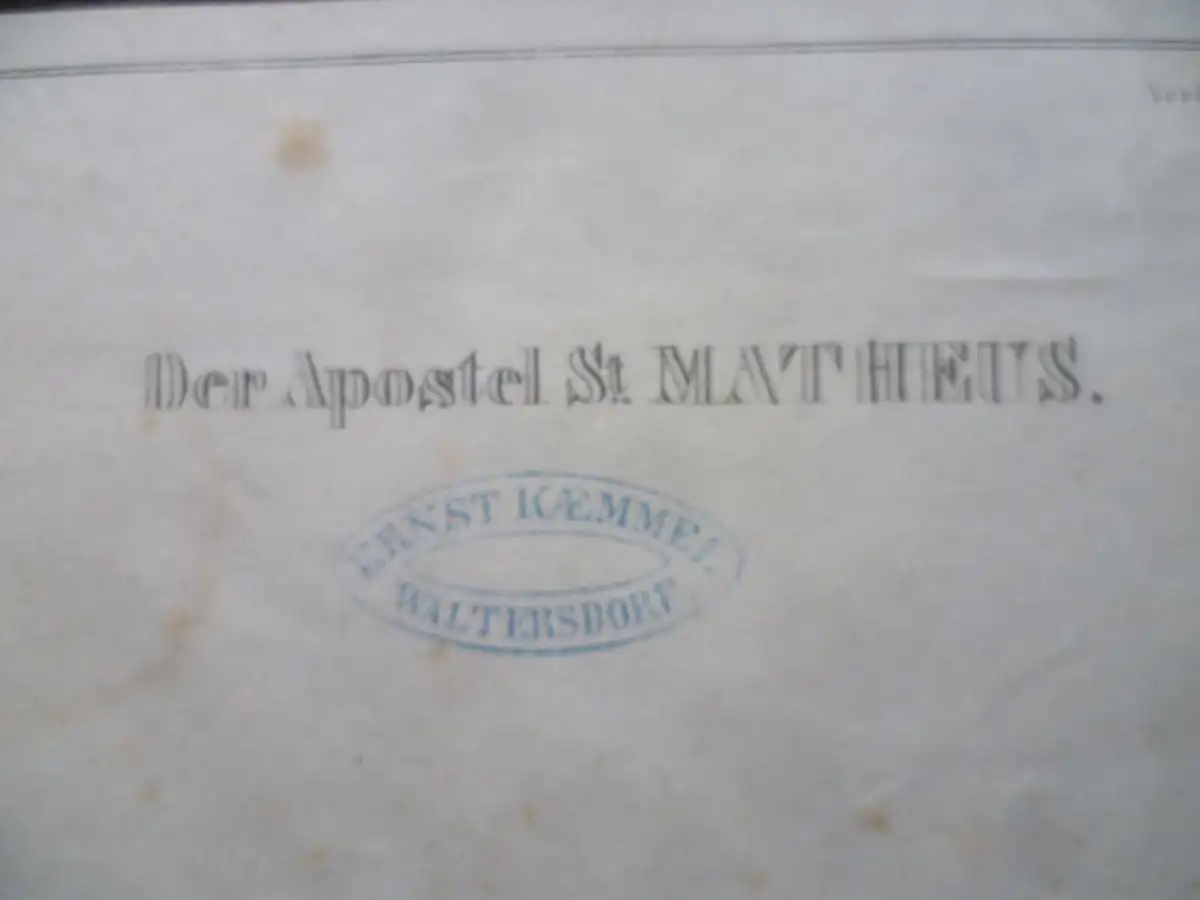 Der Apostel St MATHEUS.
ERNST KÆMMEL
WALTERSDORF